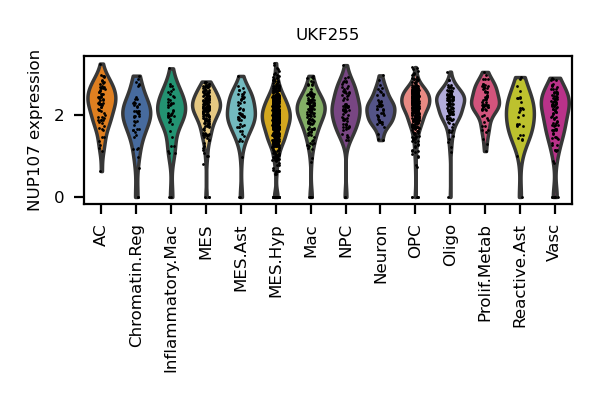 UKF255
NUP107 expression
2
0
AC
Chromatin.Reg
Inflammatory.Mac
MES
MES.Ast
MES.Hyp
Mac
NPC
Neuron
OPC
Oligo
Prolif.Metab
Reactive.Ast
Vasc